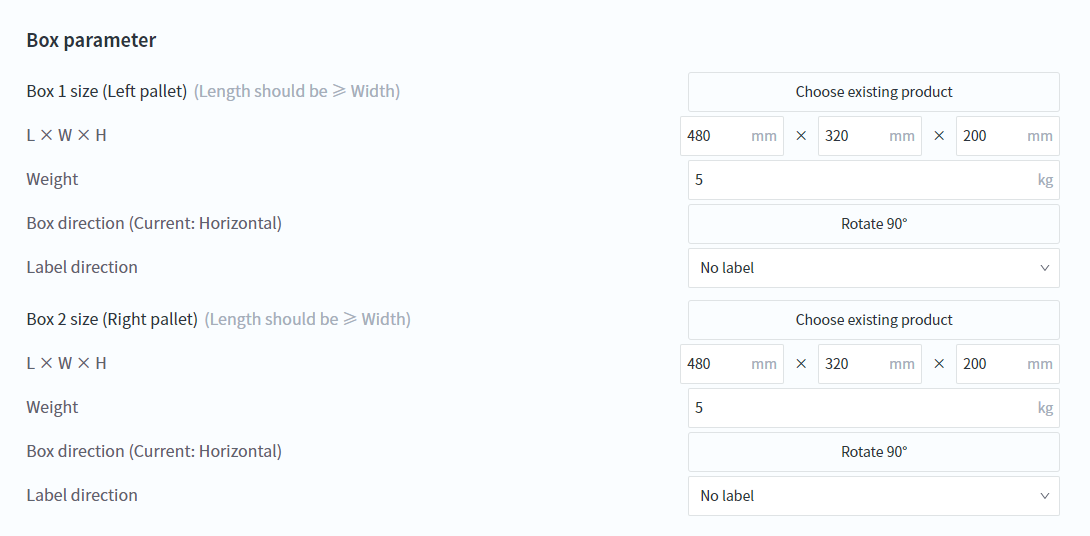 Box parameter
Box 1 size (Left pallet) (Length should be ⩾ Width) Choose existing product
L × W × H 480 mm × 320 mm × 200 mm
Weight 5 kg
Box direction (Current: Horizontal) Rotate 90°
Label direction No label
Box 2 size (Right pallet) (Length should be ⩾ Width) Choose existing product
L × W × H 480 mm × 320 mm × 200 mm
Weight 5 kg
Box direction (Current: Horizontal) Rotate 90°
Label direction No label